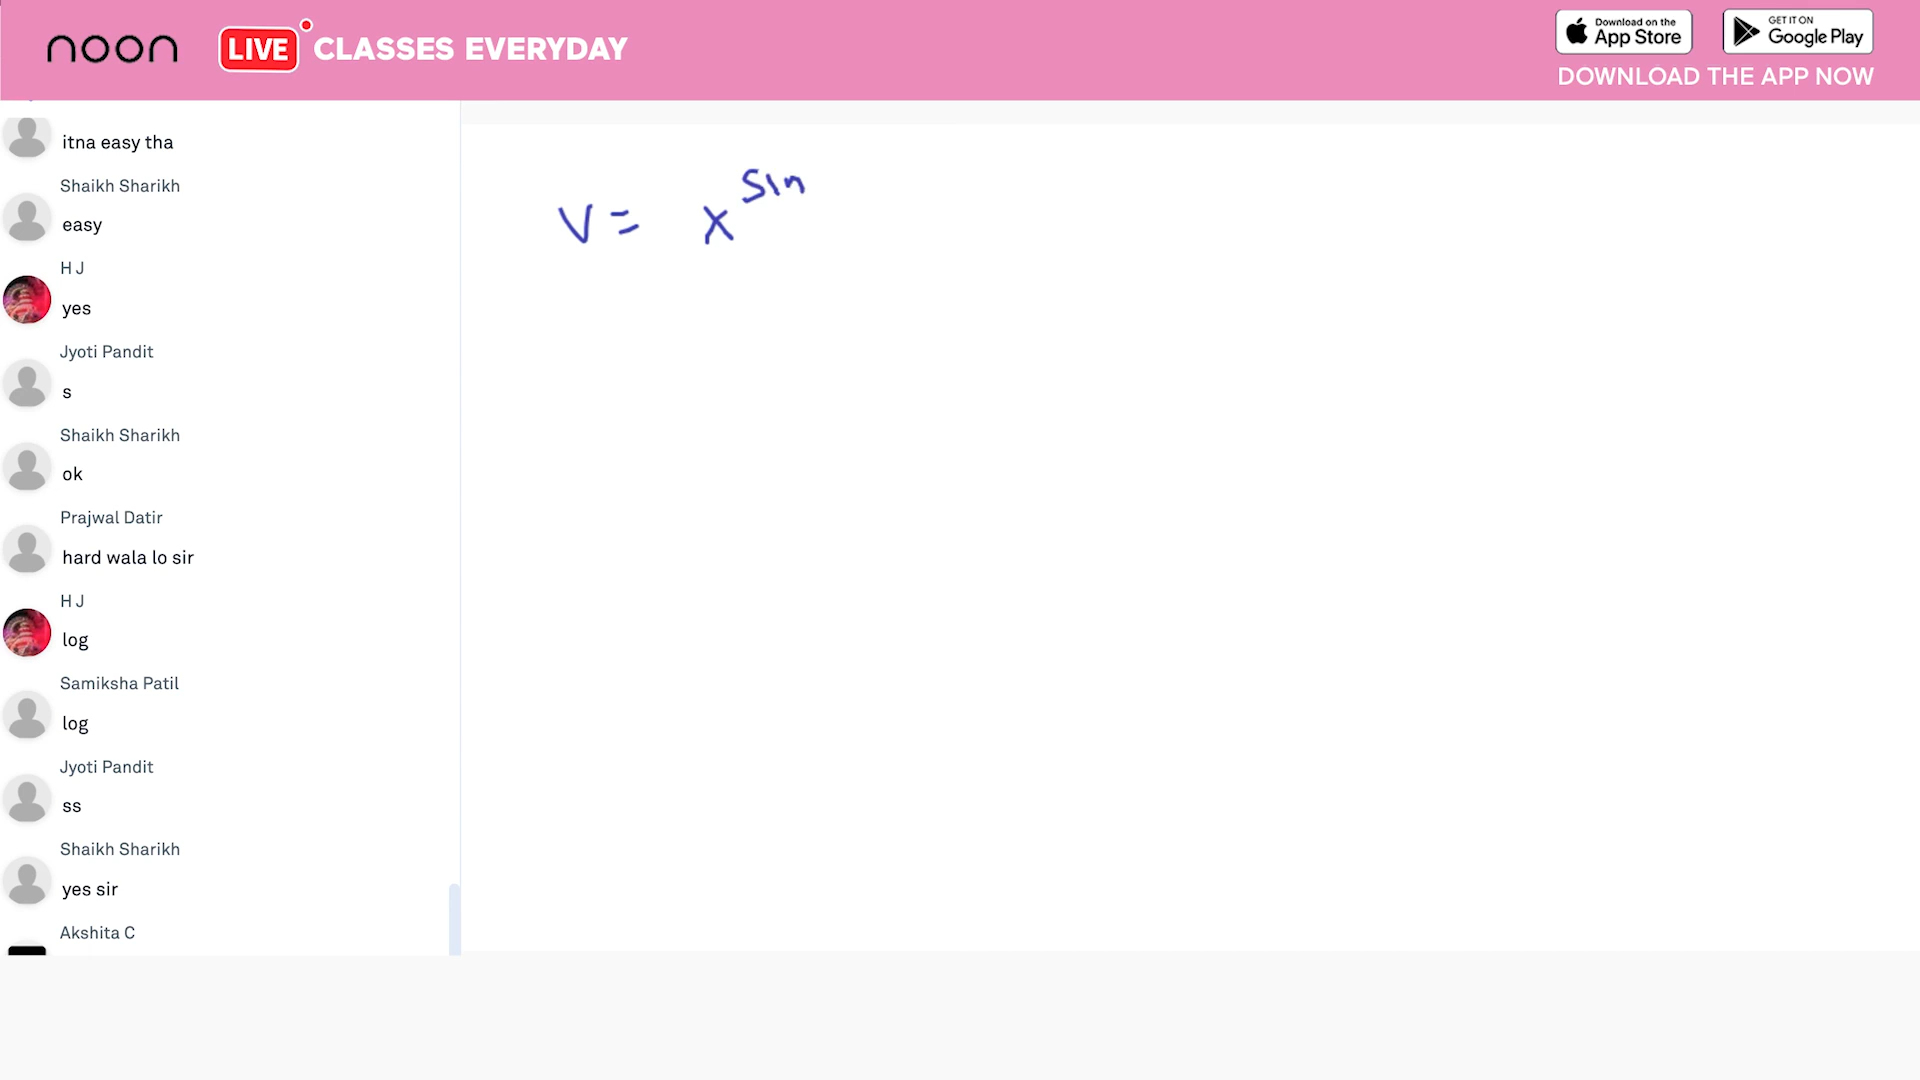 noon LIVE CLASSES EVERYDAY
Download on the App Store
GET IT ON Google Play
DOWNLOAD THE APP NOW
itna easy tha
Shaikh Sharikh
easy
H J
yes
Jyoti Pandit
s
Shaikh Sharikh
ok
Prajwal Datir
hard wala lo sir
H J
log
Samiksha Patil
log
Jyoti Pandit
ss
Shaikh Sharikh
yes sir
Akshita C
V = x^sin